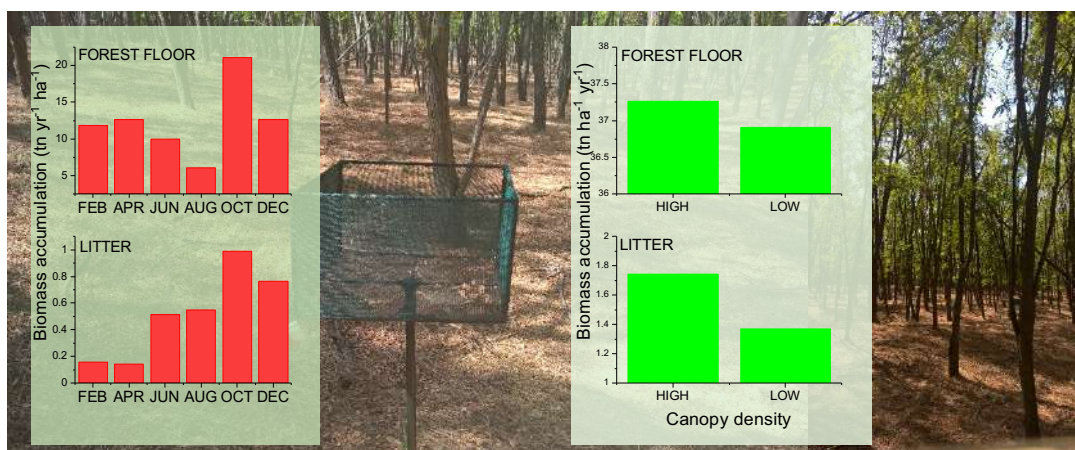 FOREST FLOOR
Biomass accumulation (tn yr-1 ha-1)
20
15
10
5
FEB APR JUN AUG OCT DEC
LITTER
1
0.8
0.6
0.4
0.2
0
FEB APR JUN AUG OCT DEC
FOREST FLOOR
Biomass accumulation (tn ha-1 yr-1)
38
37.5
37
36.5
36
HIGH LOW
LITTER
2
1.8
1.6
1.4
1.2
1
HIGH LOW
Canopy density